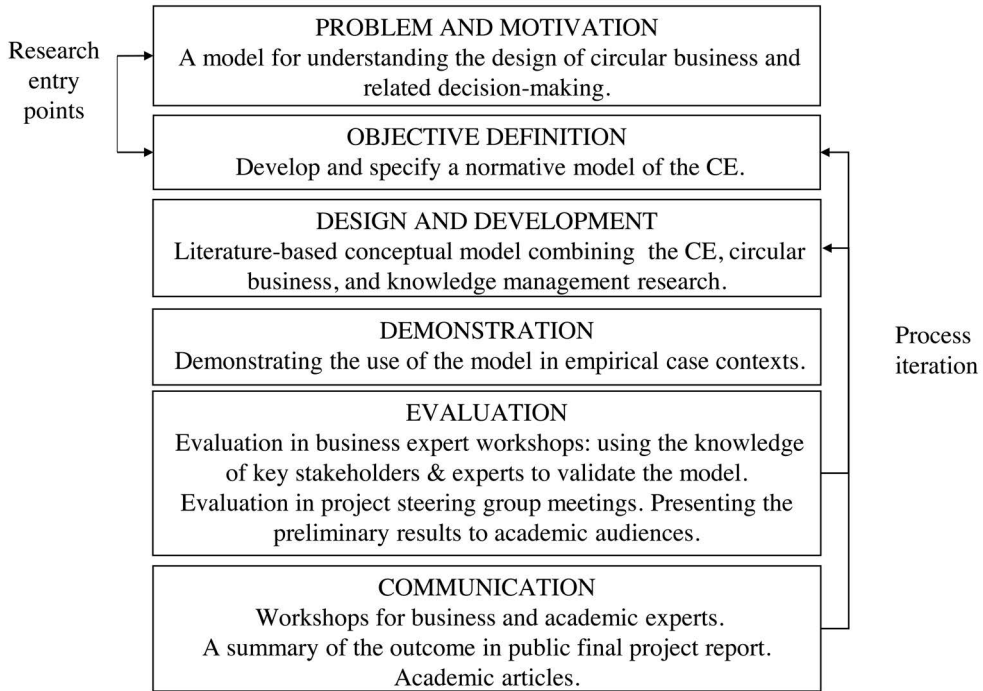 Research
entry
points
PROBLEM AND MOTIVATION
A model for understanding the design of circular business and
related decision-making.
OBJECTIVE DEFINITION
Develop and specify a normative model of the CE.
DESIGN AND DEVELOPMENT
Literature-based conceptual model combining the CE, circular
business, and knowledge management research.
DEMONSTRATION
Demonstrating the use of the model in empirical case contexts.
EVALUATION
Evaluation in business expert workshops: using the knowledge
of key stakeholders & experts to validate the model.
Evaluation in project steering group meetings. Presenting the
preliminary results to academic audiences.
COMMUNICATION
Workshops for business and academic experts.
A summary of the outcome in public final project report.
Academic articles.
Process
iteration